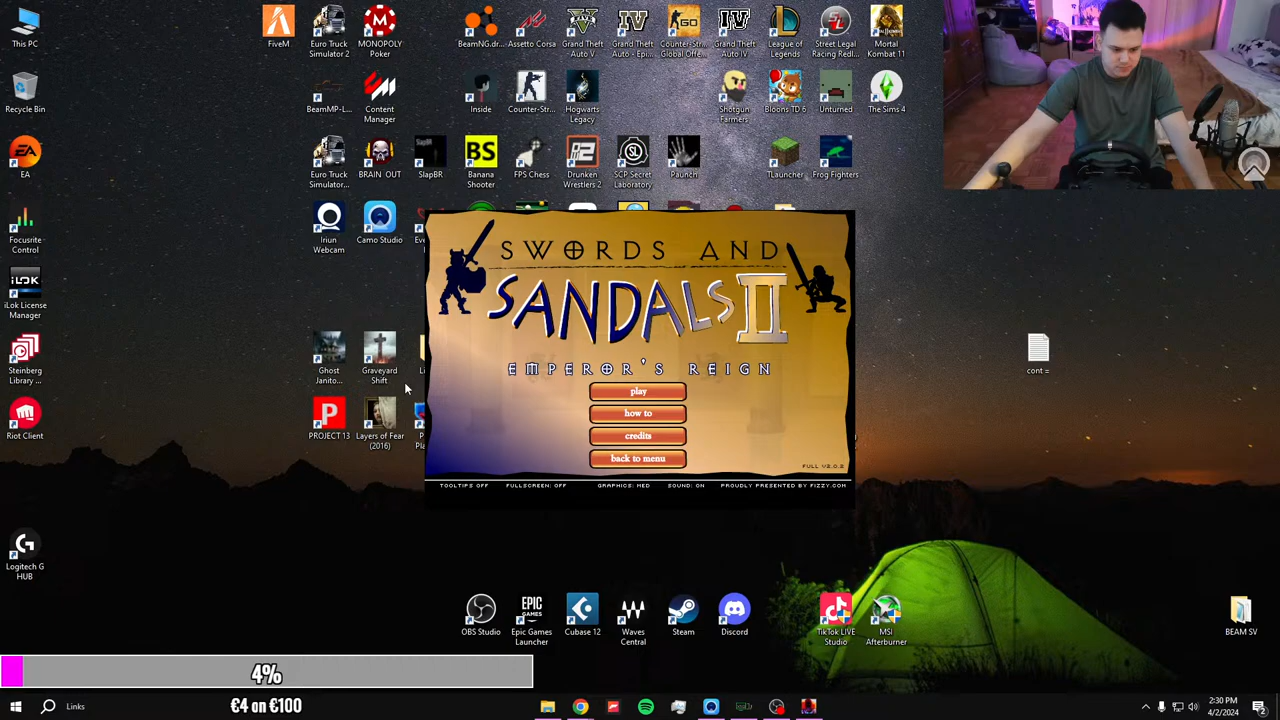 This PC
FiveM
Euro Truck
Simulator 2
MONOPOLY
Poker
BeamNG.dr...
Assetto Corsa
Grand Theft
Auto V
Grand Theft
Auto - Epi...
Counter-Str...
Global Offe...
Grand Theft
Auto IV
League of
Legends
Street Legal
Racing Redli...
Mortal
Kombat 11
Recycle Bin
BeamMP-L...
Content
Manager
Inside
Counter-Str...
Hogwarts
Legacy
Shotgun
Farmers
Bloons TD 6
Unturned
The Sims 4
EA
Euro Truck
Simulator...
BRAIN OUT
SlapBR
Banana
Shooter
FPS Chess
Drunken
Wrestlers 2
SCP Secret
Laboratory
Paunch
TLauncher
Frog Fighters
Focusrite
Control
Iriun
Webcam
Camo Studio
iLok License
Manager
SWORDS AND
SANDALS II
EMPEROR'S REIGN
play
how to
credits
back to menu
FULL V2.0.2
TOOLTIPS OFF
FULLSCREEN: OFF
GRAPHICS: MED
SOUND: ON
PROUDLY PRESENTED BY FIZZY.COM
Steinberg
Library ...
Ghost
Janito...
Graveyard
Shift
cont =
Riot Client
PROJECT 13
Layers of Fear
(2016)
Logitech G
HUB
OBS Studio
Epic Games
Launcher
Cubase 12
Waves
Central
Steam
Discord
TikTok LIVE
Studio
MSI
Afterburner
BEAM SV
4%
€4 on €100
Links
2:30 PM
4/2/2024